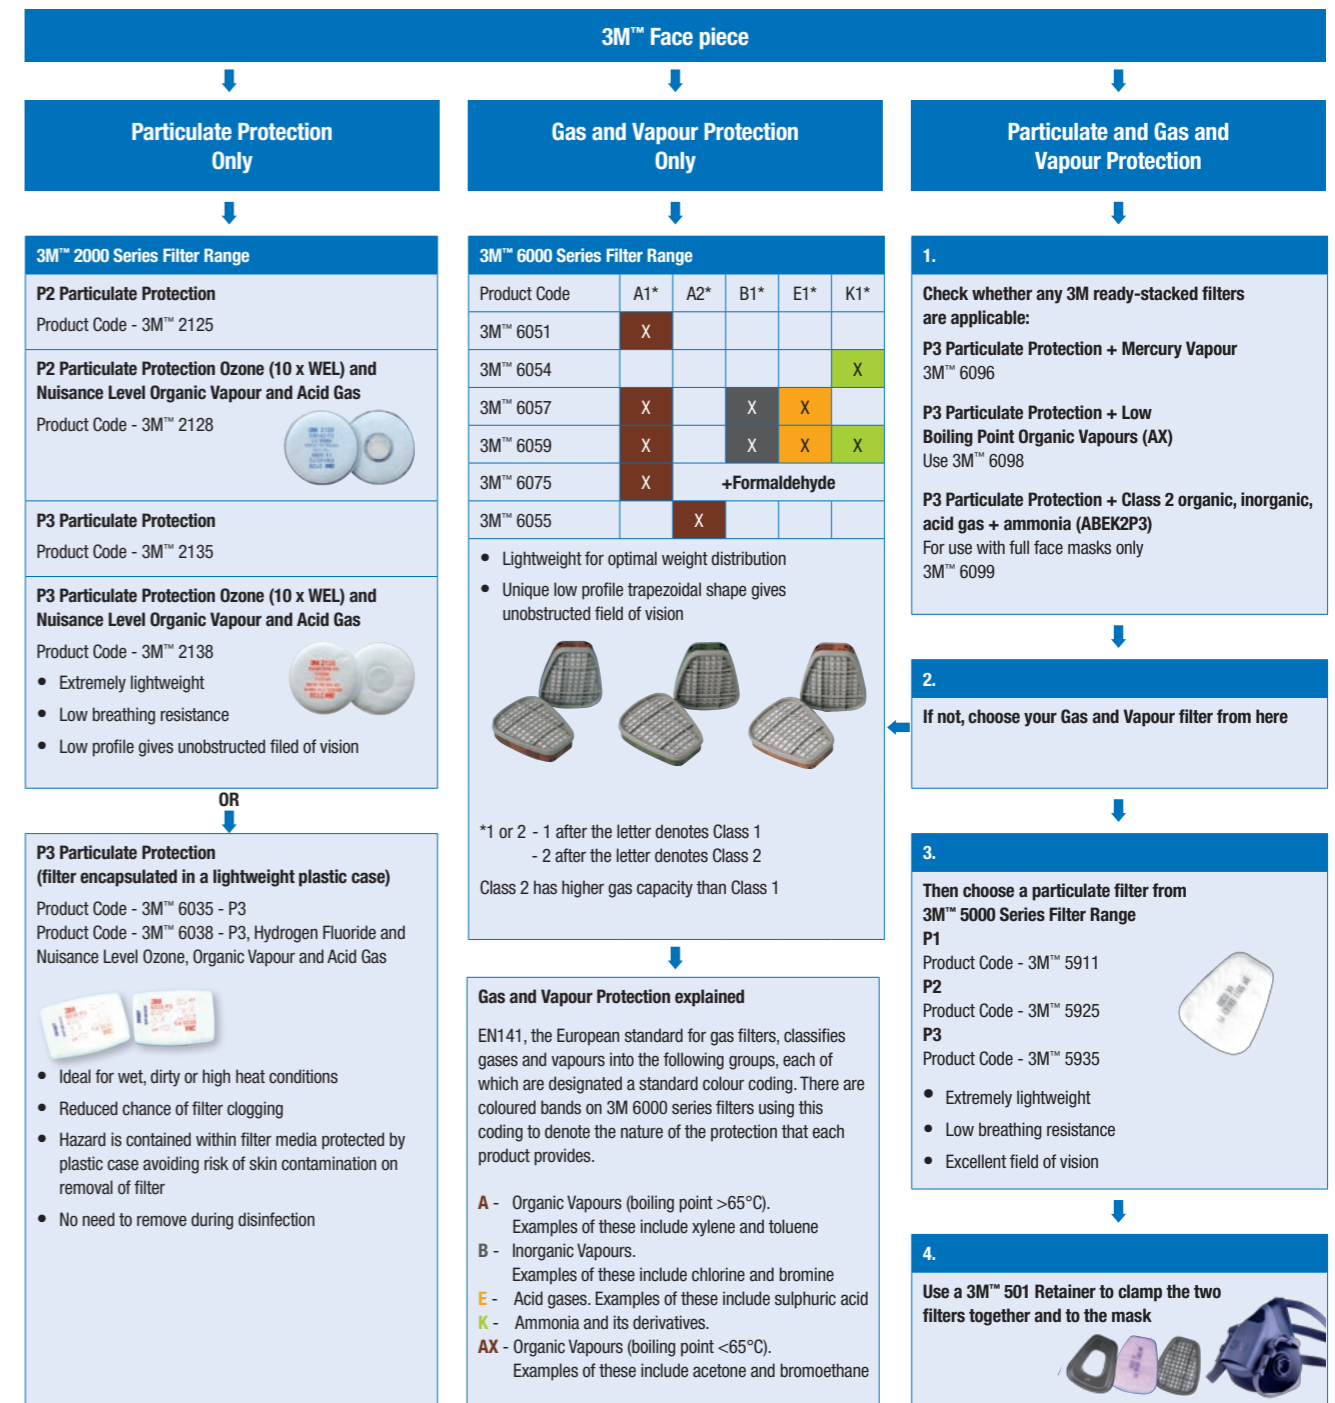 3M™ Face piece
Particulate Protection
Only
Gas and Vapour Protection
Only
Particulate and Gas and
Vapour Protection
3M™ 2000 Series Filter Range
P2 Particulate Protection
Product Code - 3M™ 2125
P2 Particulate Protection Ozone (10 x WEL) and
Nuisance Level Organic Vapour and Acid Gas
Product Code - 3M™ 2128
P3 Particulate Protection
Product Code - 3M™ 2135
P3 Particulate Protection Ozone (10 x WEL) and
Nuisance Level Organic Vapour and Acid Gas
Product Code - 3M™ 2138
• Extremely lightweight
• Low breathing resistance
• Low profile gives unobstructed filed of vision
OR
P3 Particulate Protection
(filter encapsulated in a lightweight plastic case)
Product Code - 3M™ 6035 - P3
Product Code - 3M™ 6038 - P3, Hydrogen Fluoride and
Nuisance Level Ozone, Organic Vapour and Acid Gas
• Ideal for wet, dirty or high heat conditions
• Reduced chance of filter clogging
• Hazard is contained within filter media protected by
plastic case avoiding risk of skin contamination on
removal of filter
• No need to remove during disinfection
3M™ 6000 Series Filter Range
Product Code A1* A2* B1* E1* K1*
3M™ 6051 X
3M™ 6054 X
3M™ 6057 X X X
3M™ 6059 X X X X
3M™ 6075 X +Formaldehyde
3M™ 6055 X
• Lightweight for optimal weight distribution
• Unique low profile trapezoidal shape gives
unobstructed field of vision
*1 or 2 - 1 after the letter denotes Class 1
- 2 after the letter denotes Class 2
Class 2 has higher gas capacity than Class 1
Gas and Vapour Protection explained
EN141, the European standard for gas filters, classifies
gases and vapours into the following groups, each of
which are designated a standard colour coding. There are
coloured bands on 3M 6000 series filters using this
coding to denote the nature of the protection that each
product provides.
A - Organic Vapours (boiling point >65°C).
Examples of these include xylene and toluene
B - Inorganic Vapours.
Examples of these include chlorine and bromine
E - Acid gases. Examples of these include sulphuric acid
K - Ammonia and its derivatives.
AX - Organic Vapours (boiling point <65°C).
Examples of these include acetone and bromoethane
1.
Check whether any 3M ready-stacked filters
are applicable:
P3 Particulate Protection + Mercury Vapour
3M™ 6096
P3 Particulate Protection + Low
Boiling Point Organic Vapours (AX)
Use 3M™ 6098
P3 Particulate Protection + Class 2 organic, inorganic,
acid gas + ammonia (ABEK2P3)
For use with full face masks only
3M™ 6099
2.
If not, choose your Gas and Vapour filter from here
3.
Then choose a particulate filter from
3M™ 5000 Series Filter Range
P1
Product Code - 3M™ 5911
P2
Product Code - 3M™ 5925
P3
Product Code - 3M™ 5935
• Extremely lightweight
• Low breathing resistance
• Excellent field of vision
4.
Use a 3M™ 501 Retainer to clamp the two
filters together and to the mask